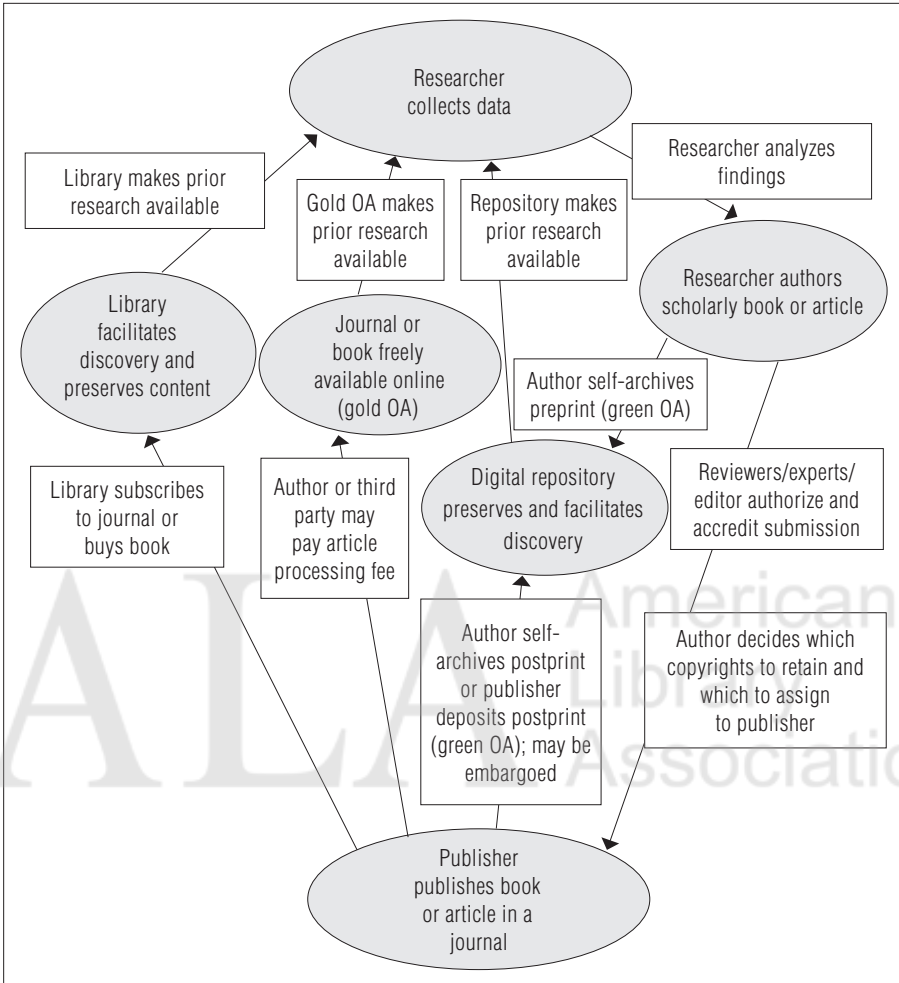 Researcher
collects data
Library makes prior
research available
Gold OA makes
prior research
available
Repository makes
prior research
available
Researcher analyzes
findings
Library
facilitates
discovery and
preserves content
Journal or
book freely
available online
(gold OA)
Researcher authors
scholarly book or article
Author self-archives
preprint (green OA)
Library subscribes
to journal or
buys book
Author or third
party may
pay article
processing fee
Digital repository
preserves and facilitates
discovery
Reviewers/experts/
editor authorize and
accredit submission
Author self-
archives postprint
or publisher
deposits postprint
(green OA); may be
embargoed
Author decides which
copyrights to retain and
which to assign
to publisher
Publisher
publishes book
or article in a
journal
ALA
American
Library
Associatio